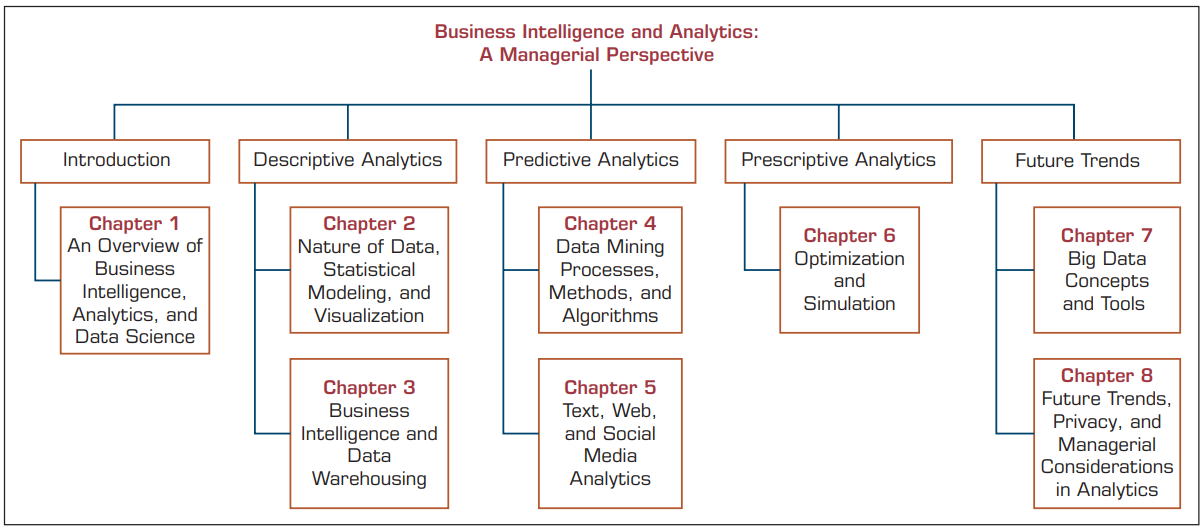 Business Intelligence and Analytics:
A Managerial Perspective
Introduction
Descriptive Analytics
Predictive Analytics
Prescriptive Analytics
Future Trends
Chapter 1
An Overview of
Business
Intelligence,
Analytics, and
Data Science
Chapter 2
Nature of Data,
Statistical
Modeling, and
Visualization
Chapter 3
Business
Intelligence and
Data
Warehousing
Chapter 4
Data Mining
Processes,
Methods, and
Algorithms
Chapter 5
Text, Web,
and Social
Media
Analytics
Chapter 6
Optimization
and
Simulation
Chapter 7
Big Data
Concepts
and Tools
Chapter 8
Future Trends,
Privacy, and
Managerial
Considerations
in Analytics